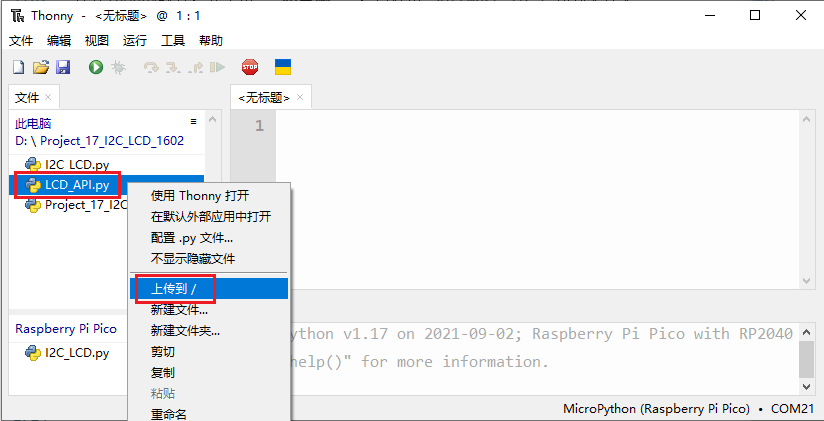 Thonny - <无标题> @ 1 : 1
文件 编辑 视图 运行 工具 帮助
STOP
文件 ×
<无标题> ×
此电脑
D: \ Project_17_I2C_LCD_1602
I2C_LCD.py
LCD_API.py
Project_17_I2C
1
使用 Thonny 打开
在默认外部应用中打开
配置 .py 文件...
不显示隐藏文件
上传到 /
新建文件...
新建文件夹...
剪切
复制
粘贴
重命名
Raspberry Pi Pico
I2C_LCD.py
ython v1.17 on 2021-09-02; Raspberry Pi Pico with RP2040
help()" for more information.
MicroPython (Raspberry Pi Pico) • COM21